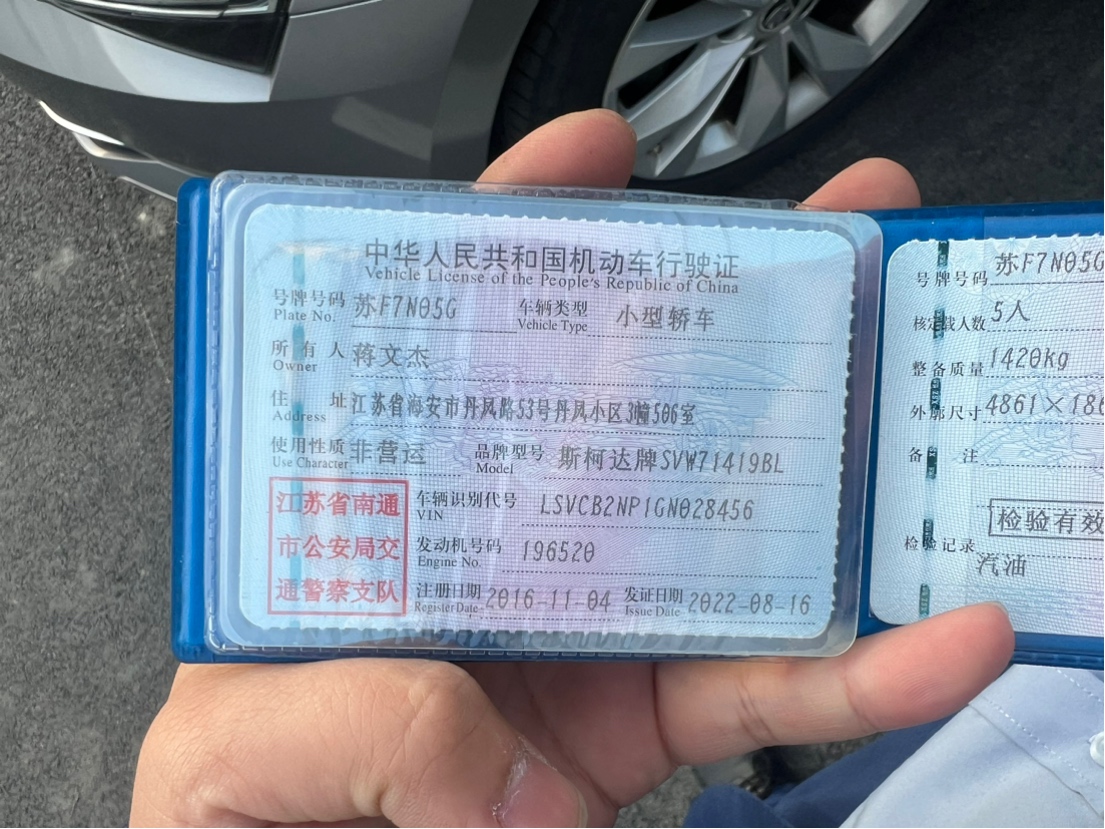 中华人民共和国机动车行驶证
Vehicle License of the People's Republic of China
号牌号码 苏F7N05G 车辆类型 小型轿车
Plate No. Vehicle Type
所有人 蒋文杰
Owner
住址 江苏省海安市丹凤路53号丹凤小区3幢506室
Address
使用性质 非营运 品牌型号 斯柯达牌SVW71419BL
Use Character Model
江苏省南通
市公安局交
通警察支队
车辆识别代号 LSVCB2NP1GN028456
VIN
发动机号码 196520
Engine No.
注册日期 2016-11-04 发证日期 2022-08-16
Register Date Issue Date
号牌号码 苏F7N05G
核定载人数 5人
整备质量 1420kg
外廓尺寸 4861×186
备注
检验有效
检验记录
汽油